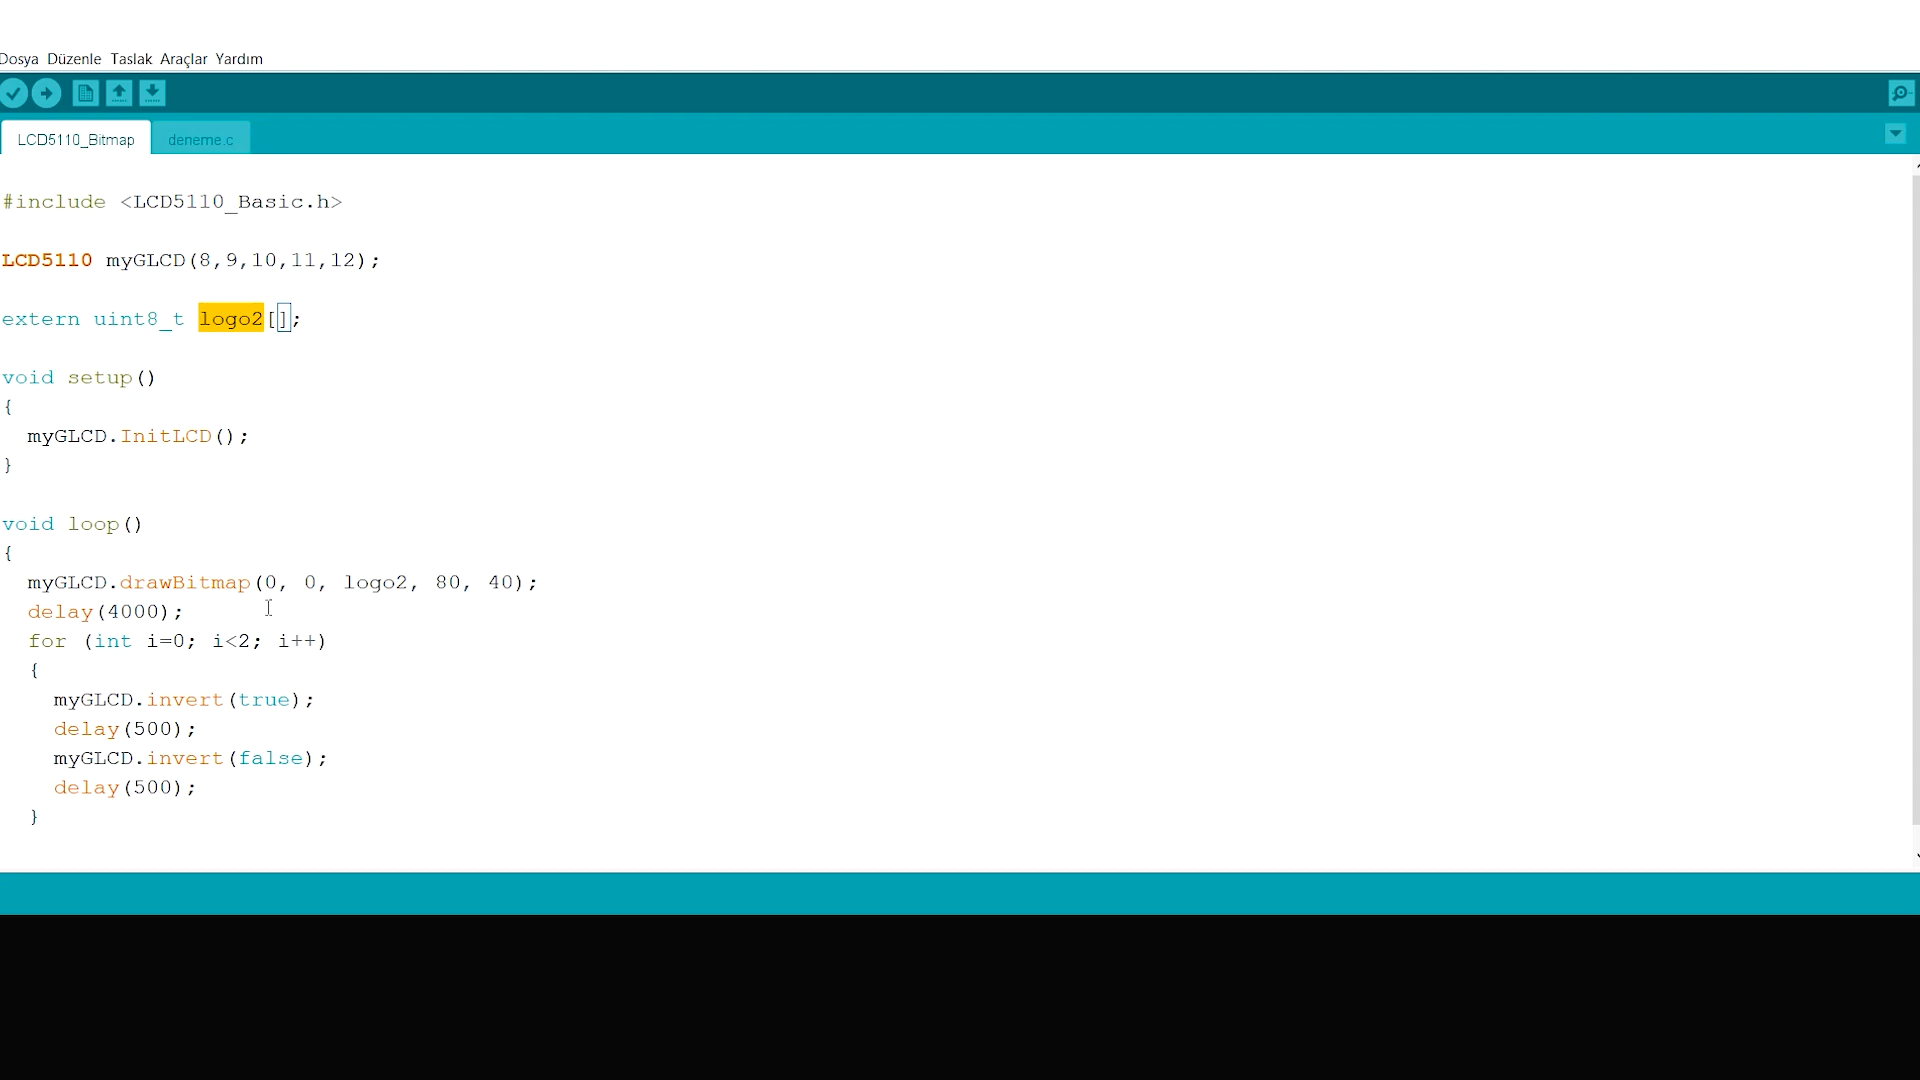 Dosya Düzenle Taslak Araçlar Yardım
LCD5110_Bitmap deneme.c
#include <LCD5110_Basic.h>
LCD5110 myGLCD(8,9,10,11,12);
extern uint8_t logo2[];
void setup()
{
myGLCD.InitLCD();
}
void loop()
{
myGLCD.drawBitmap(0, 0, logo2, 80, 40);
delay(4000);
for (int i=0; i<2; i++)
{
myGLCD.invert(true);
delay(500);
myGLCD.invert(false);
delay(500);
}